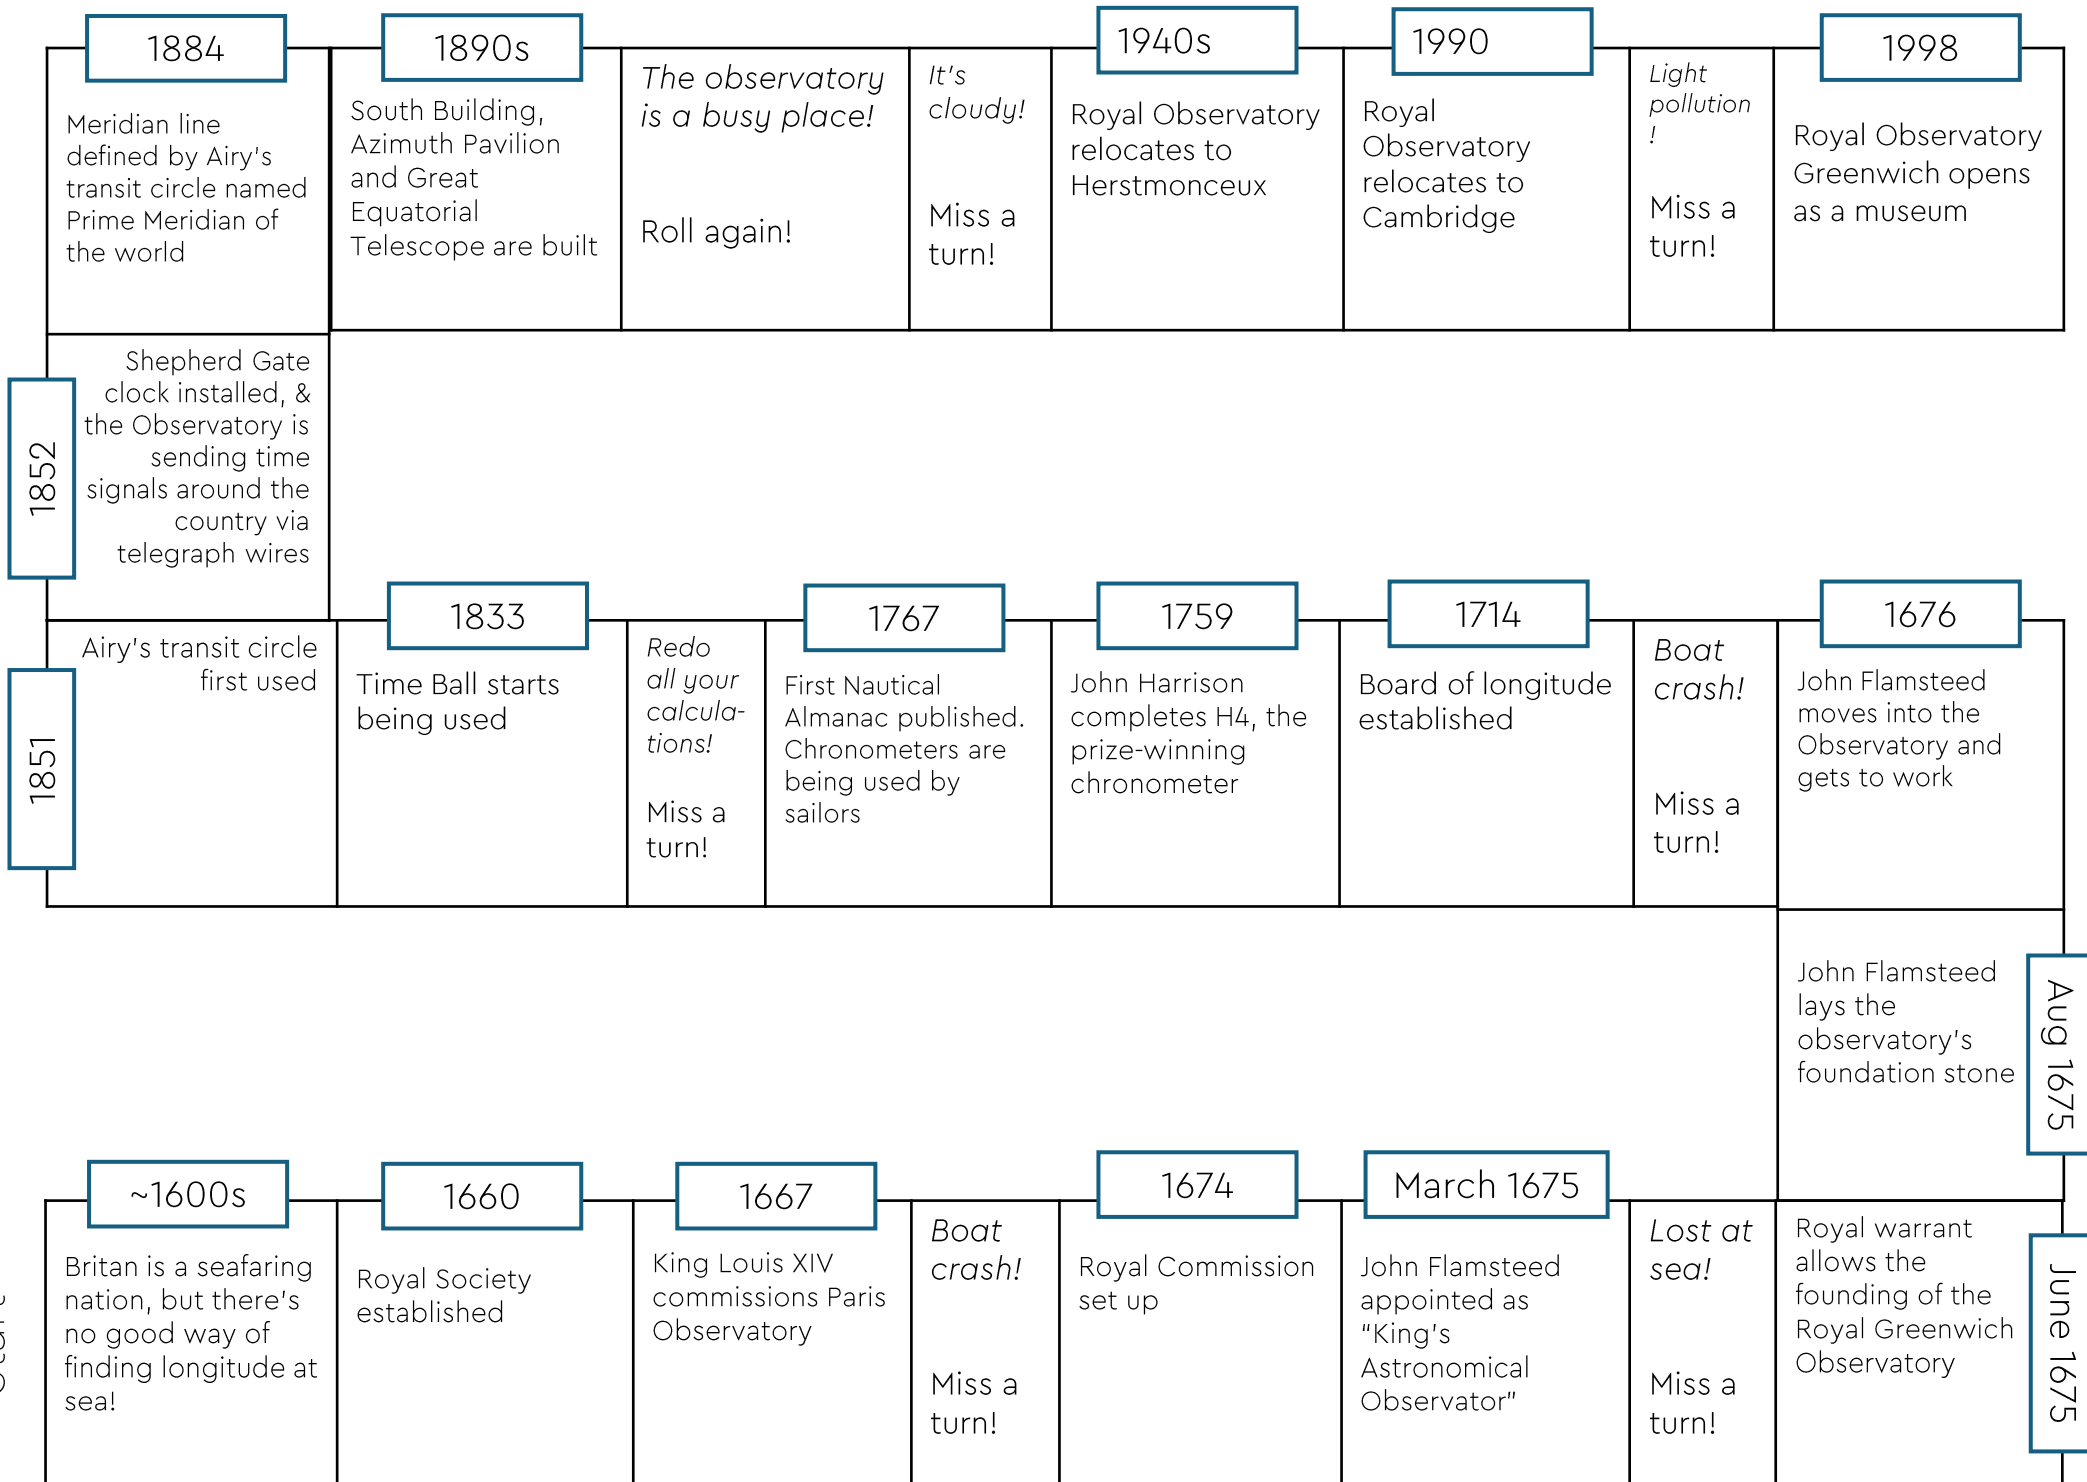 1884
Meridian line
defined by Airy's
transit circle named
Prime Meridian of
the world
1890s
South Building,
Azimuth Pavilion
and Great
Equatorial
Telescope are built
The observatory
is a busy place!
Roll again!
It's
cloudy!
Miss a
turn!
1940s
Royal Observatory
relocates to
Herstmonceux
1990
Royal
Observatory
relocates to
Cambridge
Light
pollution
!
Miss a
turn!
1998
Royal Observatory
Greenwich opens
as a museum
1852
Shepherd Gate
clock installed, &
the Observatory is
sending time
signals around the
country via
telegraph wires
1851
Airy's transit circle
first used
1833
Time Ball starts
being used
Redo
all your
calcula-
tions!
Miss a
turn!
1767
First Nautical
Almanac published.
Chronometers are
being used by
sailors
1759
John Harrison
completes H4, the
prize-winning
chronometer
1714
Board of longitude
established
Boat
crash!
Miss a
turn!
1676
John Flamsteed
moves into the
Observatory and
gets to work
John Flamsteed
lays the
observatory's
foundation stone
Aug 1675
~1600s
Britan is a seafaring
nation, but there's
no good way of
finding longitude at
sea!
1660
Royal Society
established
1667
King Louis XIV
commissions Paris
Observatory
Boat
crash!
Miss a
turn!
1674
Royal Commission
set up
March 1675
John Flamsteed
appointed as
“King's
Astronomical
Observator”
Lost at
sea!
Miss a
turn!
Royal warrant
allows the
founding of the
Royal Greenwich
Observatory
June 1675